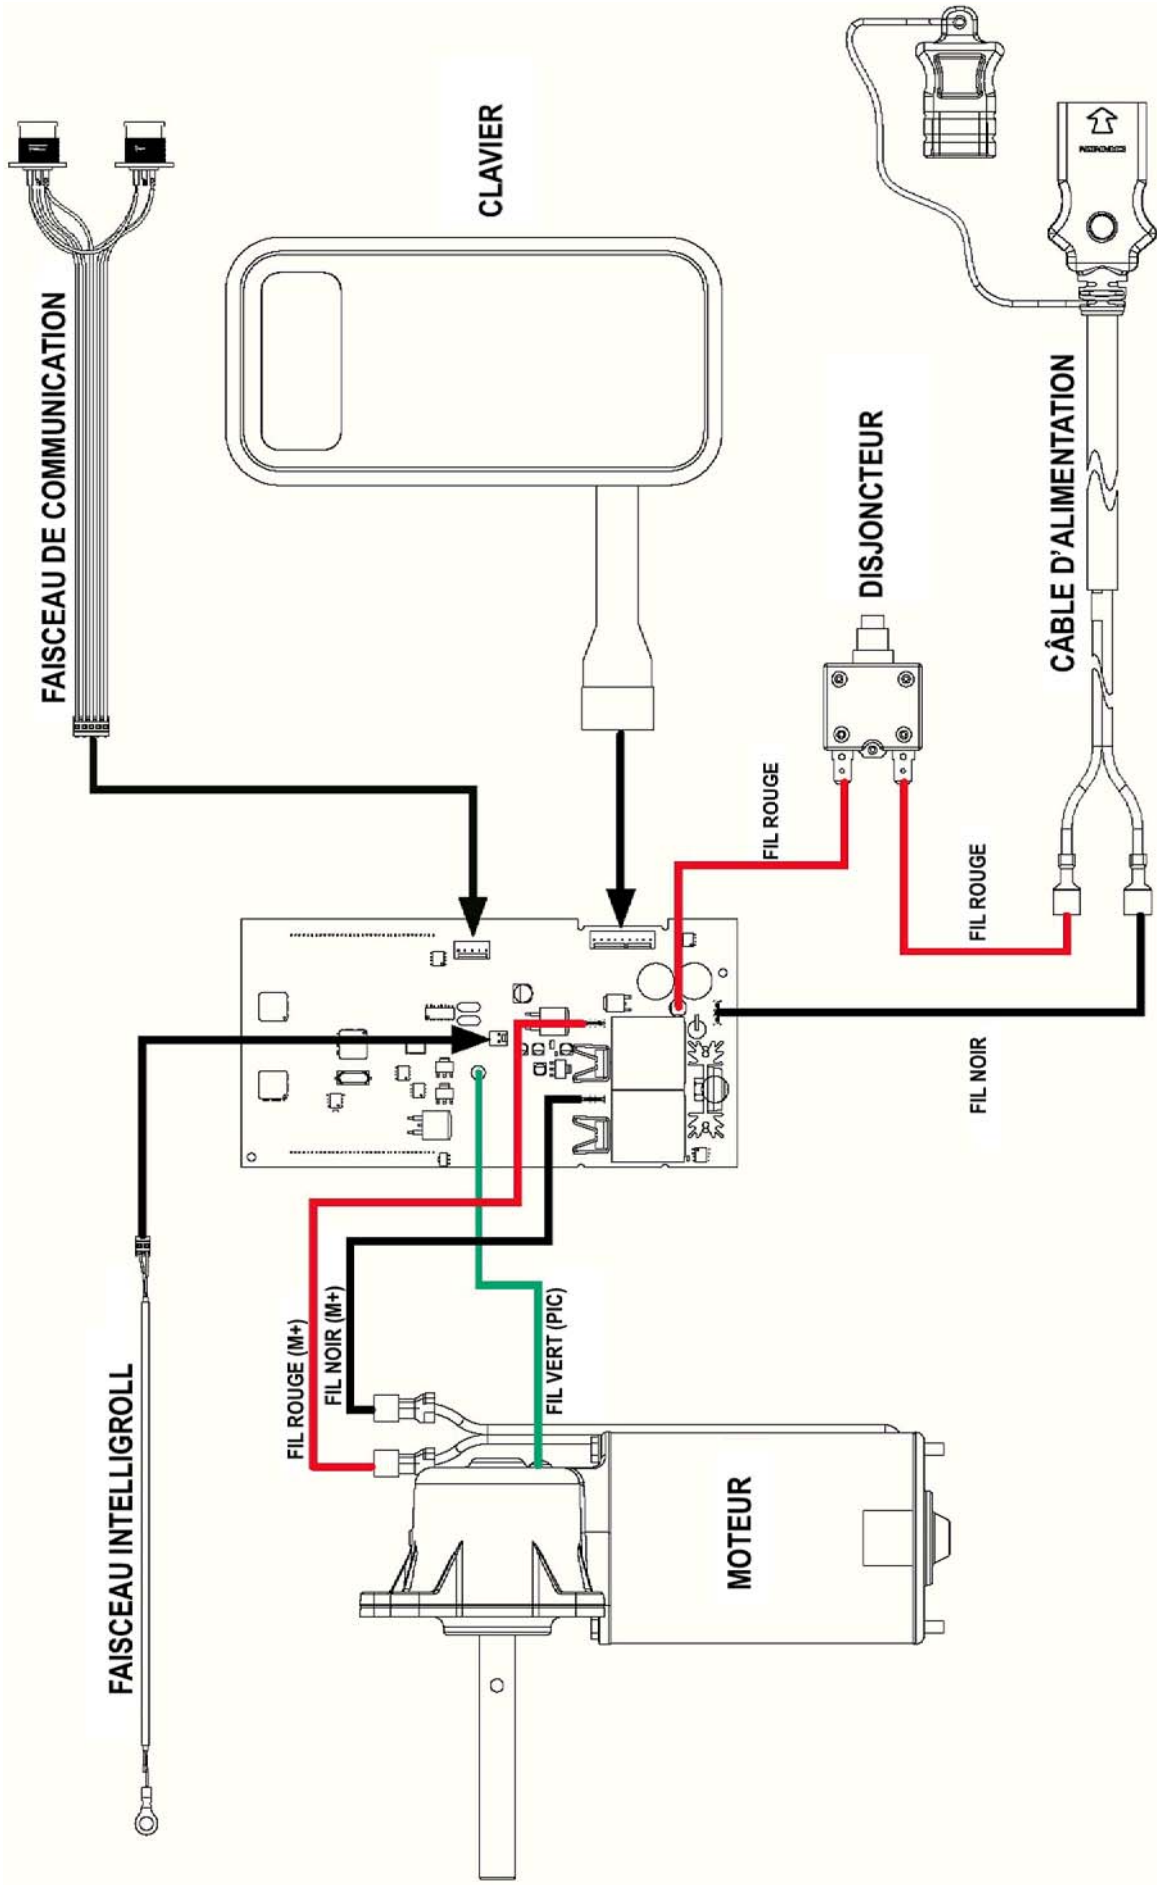 FAISCEAU DE COMMUNICATION
CLAVIER
DISJONCTEUR
CÂBLE D'ALIMENTATION
FIL ROUGE
FIL ROUGE
FIL NOIR
FAISCEAU INTELLIGROLL
FIL ROUGE (M+)
FIL NOIR (M+)
FIL VERT (PIC)
MOTEUR